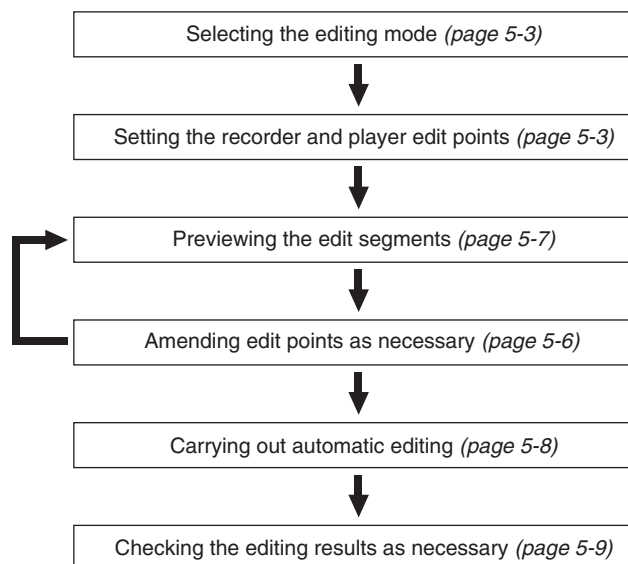 Selecting the editing mode (page 5-3)
Setting the recorder and player edit points (page 5-3)
Previewing the edit segments (page 5-7)
Amending edit points as necessary (page 5-6)
Carrying out automatic editing (page 5-8)
Checking the editing results as necessary (page 5-9)